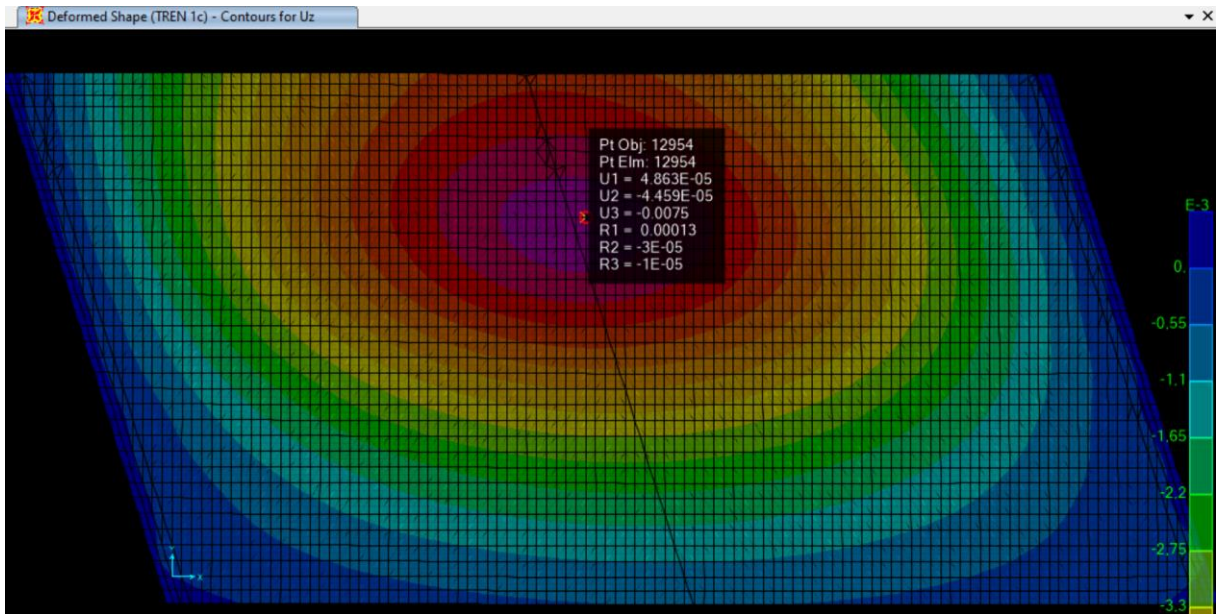 Deformed Shape (TREN 1c) - Contours for Uz
Pt Obj: 12954
Pt Elm: 12954
U1 = 4.863E-05
U2 = -4.459E-05
U3 = -0.0075
R1 = 0.00013
R2 = -3E-05
R3 = -1E-05
E-3
0.
-0.55
-1.1
-1.65
-2.2
-2.75
-3.3
Y
X